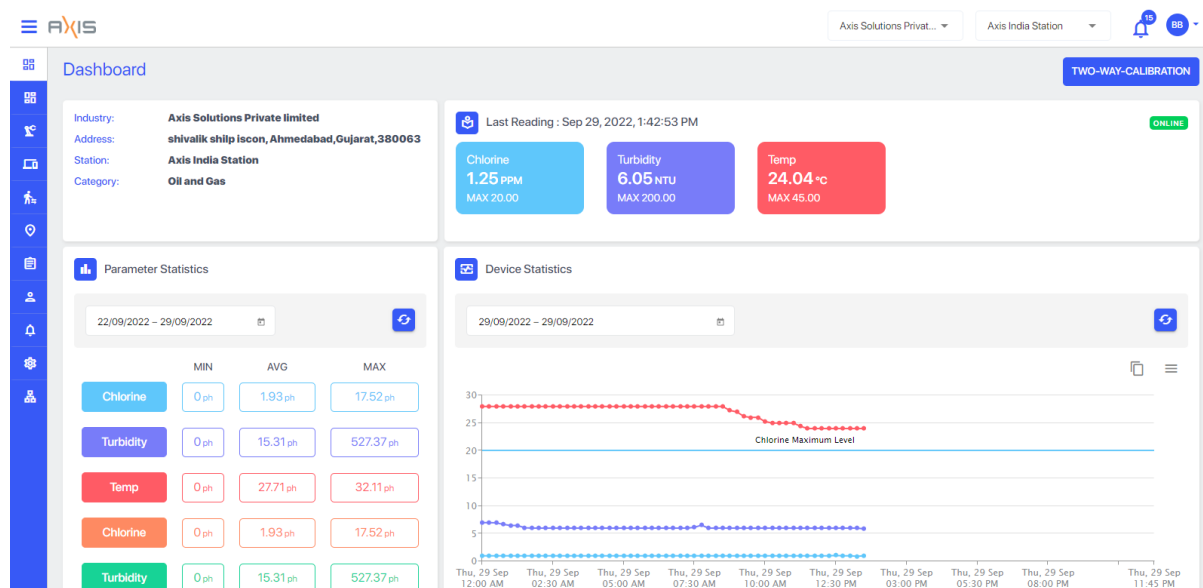 AXIS
Axis Solutions Privat...
Axis India Station
15
BB
Dashboard
TWO-WAY-CALIBRATION
Industry: Axis Solutions Private limited
Address: shivalik shilp iscon, Ahmedabad,Gujarat,380063
Station: Axis India Station
Category: Oil and Gas
Last Reading : Sep 29, 2022, 1:42:53 PM
ONLINE
Chlorine
1.25 PPM
MAX 20.00
Turbidity
6.05 NTU
MAX 200.00
Temp
24.04 °C
MAX 45.00
Parameter Statistics
22/09/2022 – 29/09/2022
MIN AVG MAX
Chlorine 0 ph 1.93 ph 17.52 ph
Turbidity 0 ph 15.31 ph 527.37 ph
Temp 0 ph 27.71 ph 32.11 ph
Chlorine 0 ph 1.93 ph 17.52 ph
Turbidity 0 ph 15.31 ph 527.37 ph
Device Statistics
29/09/2022 – 29/09/2022
30
25
Chlorine Maximum Level
20
15
10
5
0
Thu, 29 Sep Thu, 29 Sep Thu, 29 Sep Thu, 29 Sep Thu, 29 Sep Thu, 29 Sep Thu, 29 Sep Thu, 29 Sep Thu, 29 Sep Thu, 29 Sep
12:00 AM 02:30 AM 05:00 AM 07:30 AM 10:00 AM 12:30 PM 03:00 PM 05:30 PM 08:00 PM 11:45 PM